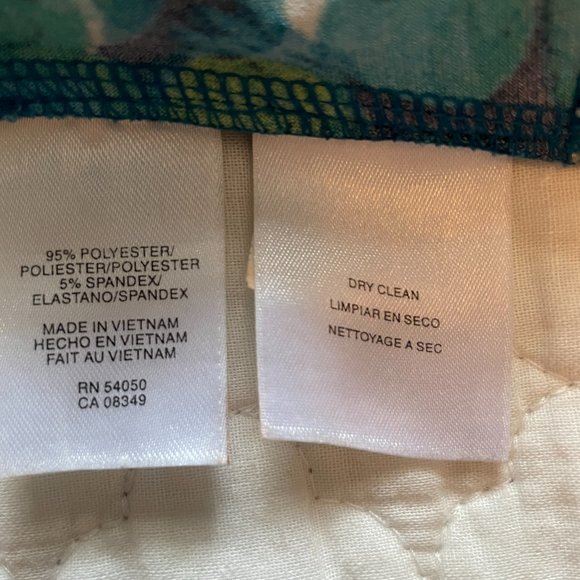 95% POLYESTER/
POLIESTER/POLYESTER
5% SPANDEX/
ELASTANO/SPANDEX
MADE IN VIETNAM
HECHO EN VIETNAM
FAIT AU VIETNAM
RN 54050
CA 08349
DRY CLEAN
LIMPIAR EN SECO
NETTOYAGE A SEC